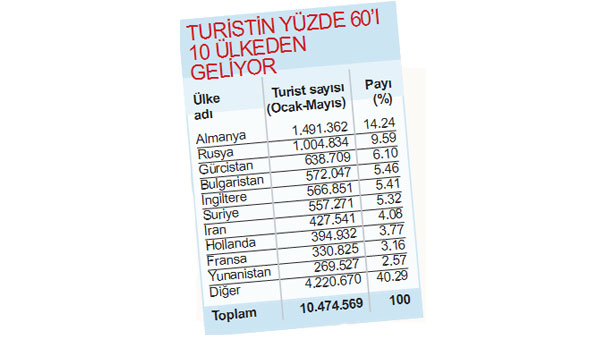 TURİSTİN YÜZDE 60'I
10 ÜLKEDEN
GELİYOR
Ülke adı Turist sayısı (Ocak-Mayıs) Payı (%)
Almanya 1.491.362 14.24
Rusya 1.004.834 9.59
Gürcistan 638.709 6.10
Bulgaristan 572.047 5.46
İngiltere 566.851 5.41
Suriye 557.271 5.32
İran 427.541 4.08
Hollanda 394.932 3.77
Fransa 330.825 3.16
Yunanistan 269.527 2.57
Diğer 4.220.670 40.29
Toplam 10.474.569 100